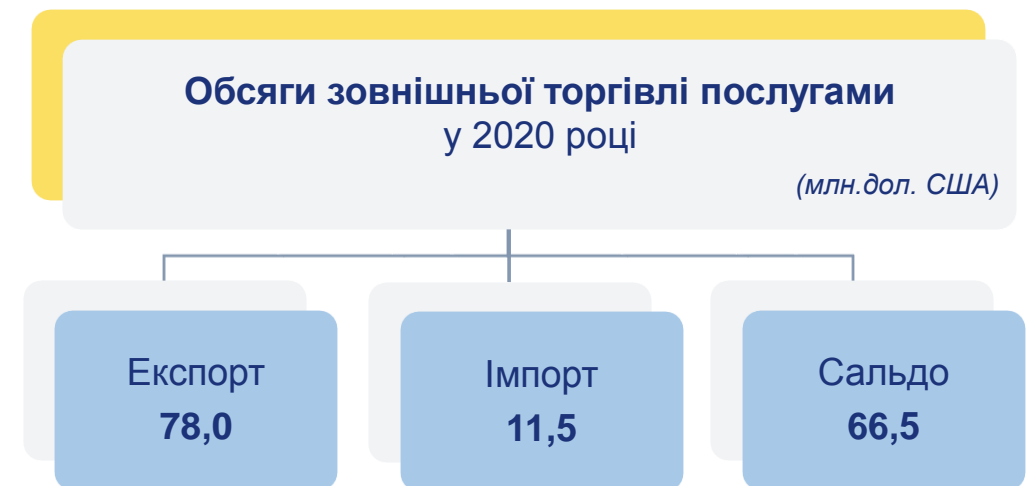 Обсяги зовнішньої торгівлі послугами
у 2020 році
(млн.дол. США)
Експорт
78,0
Імпорт
11,5
Сальдо
66,5